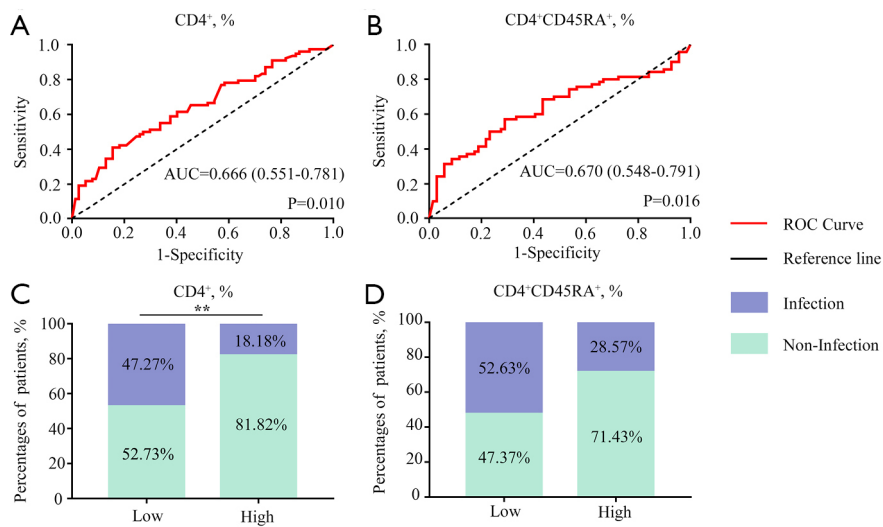 A
CD4⁺, %
Sensitivity
1.0
0.8
0.6
0.4
0.2
0.0
AUC=0.666 (0.551-0.781)
P=0.010
0.0 0.2 0.4 0.6 0.8 1.0
1-Specificity
B
CD4⁺CD45RA⁺, %
Sensitivity
1.0
0.8
0.6
0.4
0.2
0.0
AUC=0.670 (0.548-0.791)
P=0.016
0.0 0.2 0.4 0.6 0.8 1.0
1-Specificity
ROC Curve
Reference line
Infection
Non-Infection
C
CD4⁺, %
**
Percentages of patients, %
100
80
60
40
20
0
47.27%
52.73%
18.18%
81.82%
Low High
D
CD4⁺CD45RA⁺, %
Percentages of patients, %
100
80
60
40
20
0
52.63%
47.37%
28.57%
71.43%
Low High